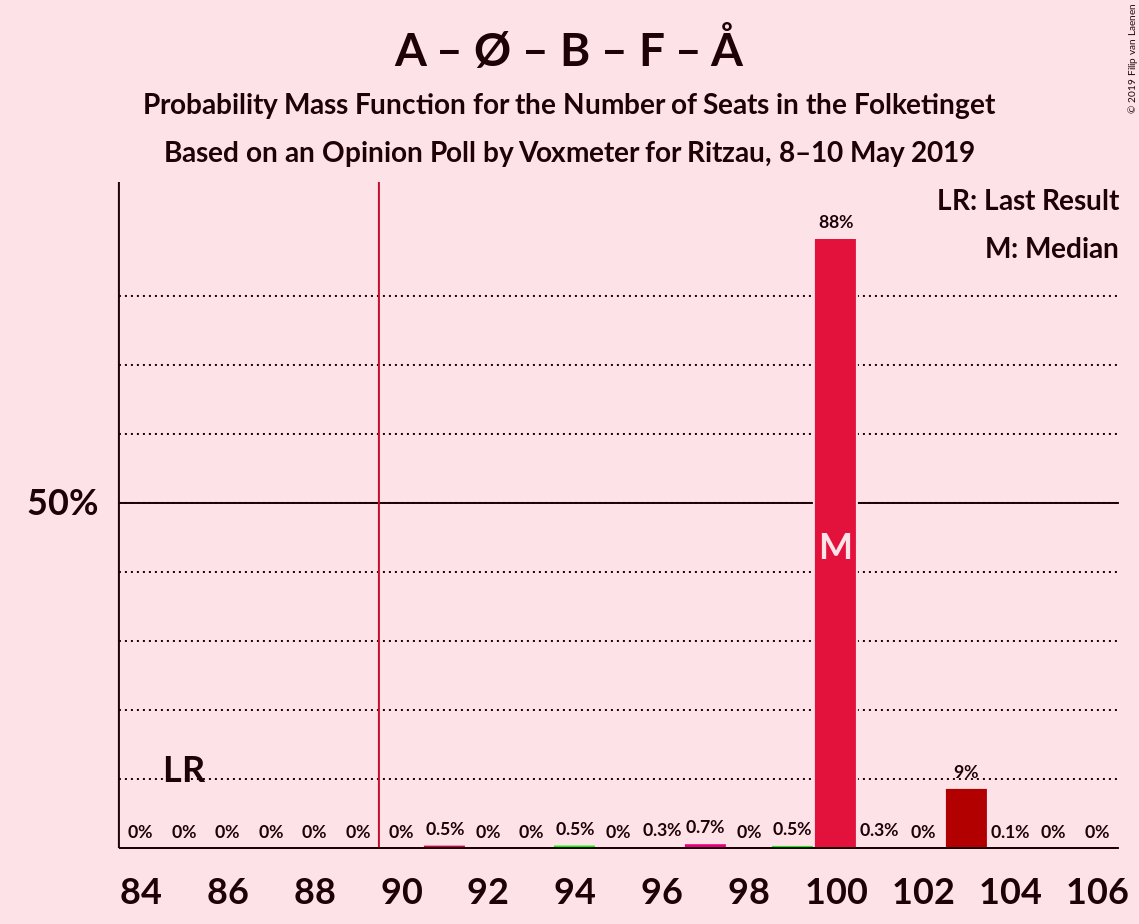 A – Ø – B – F – Å
Probability Mass Function for the Number of Seats in the Folketinget
Based on an Opinion Poll by Voxmeter for Ritzau, 8–10 May 2019
© 2019 Filip van Laenen
LR: Last Result
M: Median
88%
50%
M
LR
9%
0% 0% 0% 0% 0% 0% 0% 0.5% 0% 0% 0.5% 0% 0.3% 0.7% 0% 0.5% 0.3% 0% 0.1% 0% 0%
84 86 88 90 92 94 96 98 100 102 104 106